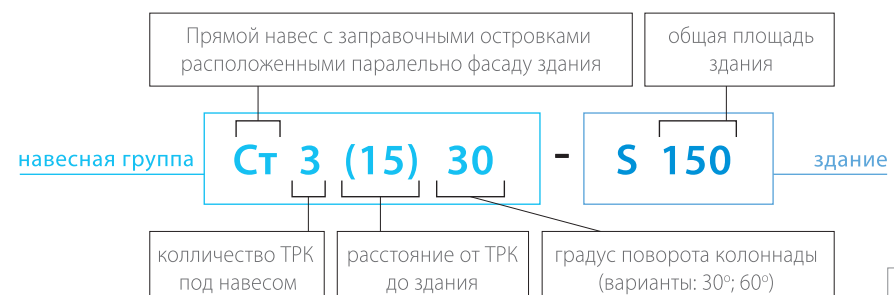 Прямой навес с заправочными островками
расположенными паралельно фасаду здания
общая площадь
здания
навесная группа
Ст 3 (15) 30 - S 150
здание
колличество ТРК
под навесом
расстояние от ТРК
до здания
градус поворота колоннады
(варианты: 30º; 60º)